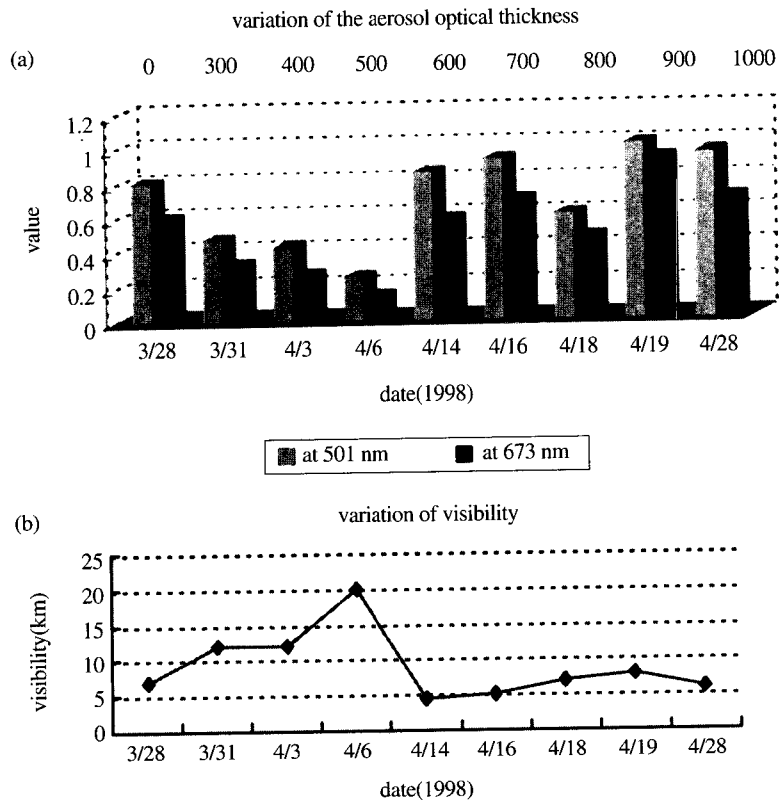 variation of the aerosol optical thickness
(a)
0 300 400 500 600 700 800 900 1000
1.2
1
0.8
0.6
0.4
0.2
0
value
3/28 3/31 4/3 4/6 4/14 4/16 4/18 4/19 4/28
date(1998)
at 501 nm at 673 nm
(b)
variation of visibility
25
20
15
10
5
0
visibility(km)
3/28 3/31 4/3 4/6 4/14 4/16 4/18 4/19 4/28
date(1998)